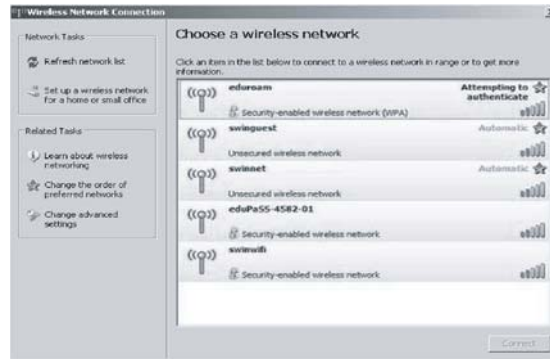 Wireless Network Connection
Network Tasks
Refresh network list
Set up a wireless network
for a home or small office
Related Tasks
Learn about wireless
networking
Change the order of
preferred networks
Change advanced
settings
Choose a wireless network
Click an item in the list below to connect to a wireless network in range or to get more
information.
eduroam
Attempting to
authenticate
Security-enabled wireless network (WPA)
swinguest
Automatic
Unsecured wireless network
swinnet
Automatic
Unsecured wireless network
eduPaSS-4582-01
Security-enabled wireless network
swinwifi
Security-enabled wireless network
Connect